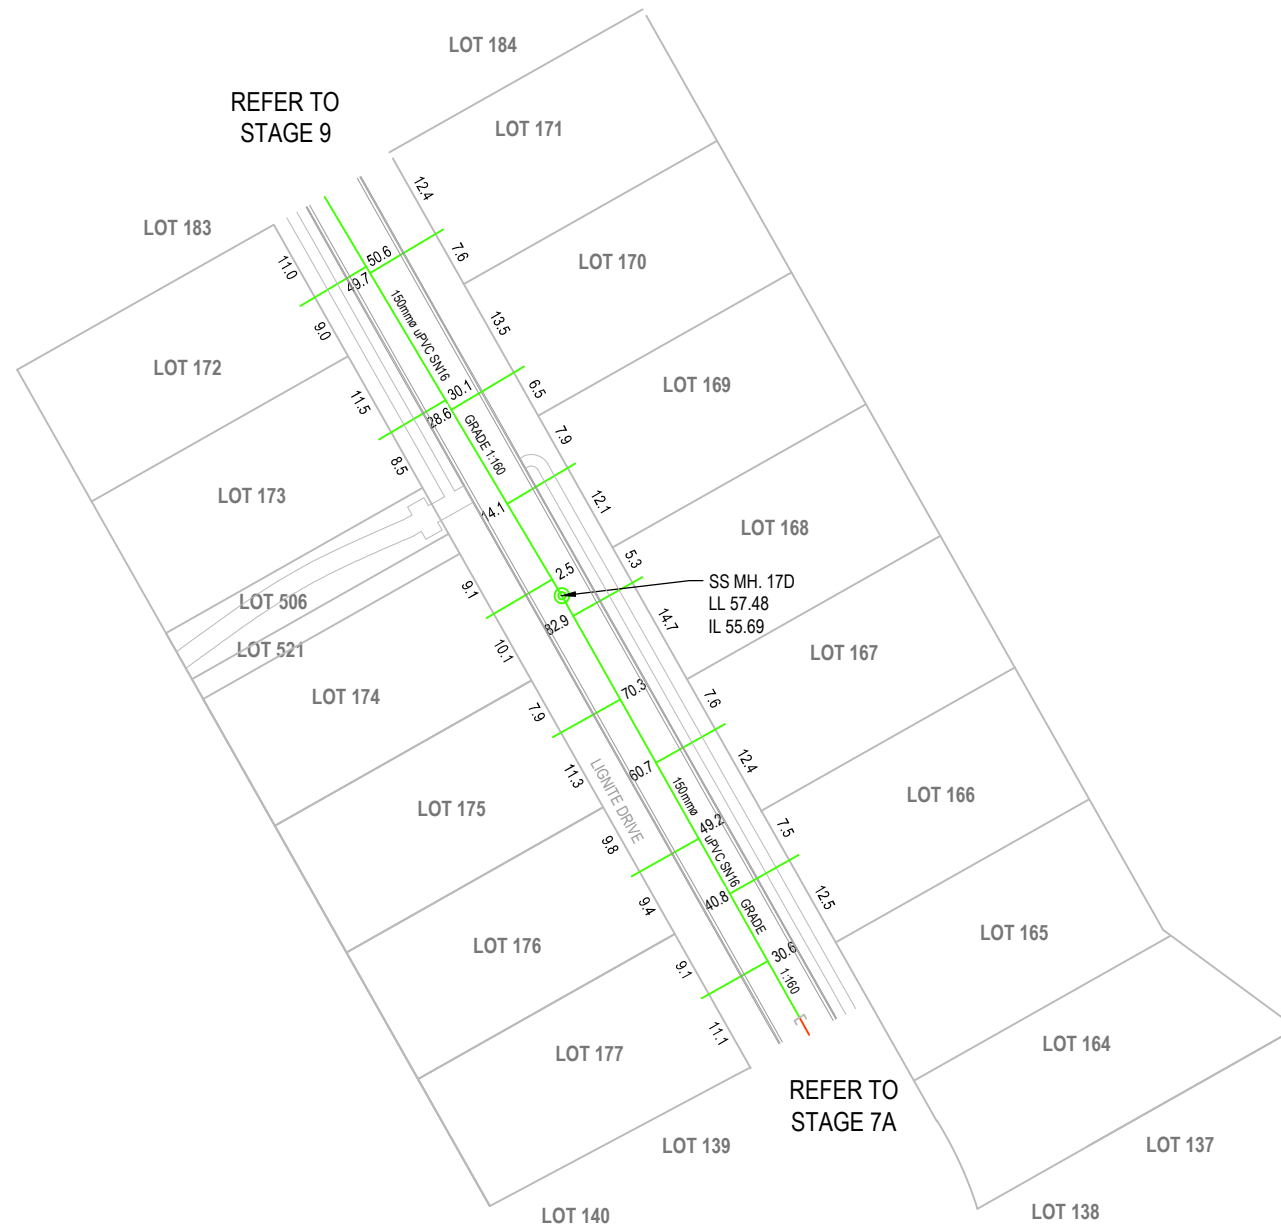 LOT 184
REFER TO
STAGE 9
LOT 171
12.4
LOT 183
50.6
7.6
11.0
49.7
LOT 170
150mmø uPVC SN16
9.0
13.5
LOT 172
30.1
6.5
LOT 169
11.5
28.6
GRADE 1:160
7.9
8.5
LOT 173
14.1
12.1
LOT 168
5.3
2.5
SS MH. 17D
LL 57.48
IL 55.69
9.1
LOT 506
82.9
14.7
LOT 521
10.1
LOT 167
LOT 174
70.3
7.6
7.9
60.7
12.4
11.3
LIGNITE DRIVE
150mmø uPVC SN16
LOT 166
LOT 175
49.2
7.5
9.8
40.8
12.5
9.4
GRADE 1:160
LOT 165
LOT 176
30.6
9.1
11.1
LOT 164
LOT 177
REFER TO
STAGE 7A
LOT 139
LOT 137
LOT 140
LOT 138